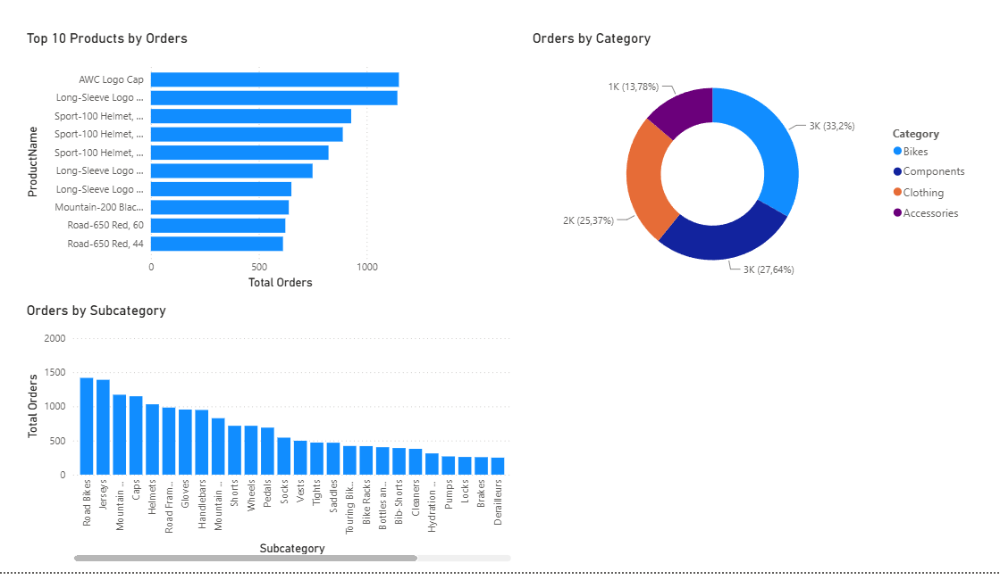 Top 10 Products by Orders
ProductName
AWC Logo Cap
Long-Sleeve Logo ...
Sport-100 Helmet, ...
Sport-100 Helmet, ...
Sport-100 Helmet, ...
Long-Sleeve Logo ...
Long-Sleeve Logo ...
Mountain-200 Blac...
Road-650 Red, 60
Road-650 Red, 44
0 500 1000
Total Orders
Orders by Category
1K (13,78%)
3K (33,2%)
2K (25,37%)
3K (27,64%)
Category
Bikes
Components
Clothing
Accessories
Orders by Subcategory
Total Orders
2000
1500
1000
500
0
Road Bikes
Jerseys
Mountain ...
Caps
Helmets
Road Fram...
Gloves
Handlebars
Mountain ...
Shorts
Wheels
Pedals
Socks
Vests
Tights
Saddles
Touring Bik...
Bike Racks
Bottles an...
Bib-Shorts
Cleaners
Hydration ...
Pumps
Locks
Brakes
Derailleurs
Subcategory